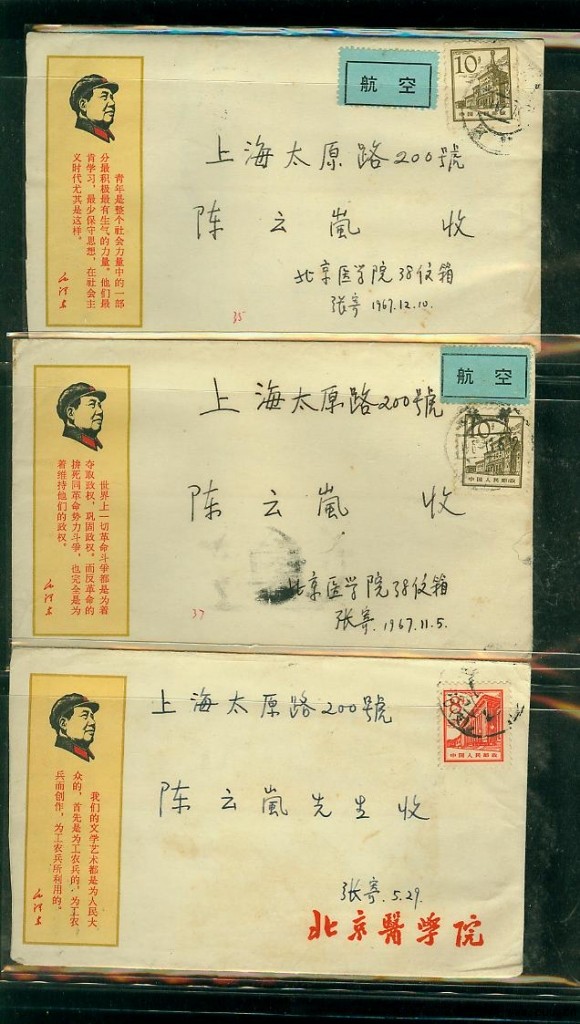 青年是整个社会力量中的一部
分最积极最有生气的力量。他们最
肯学习，最少保守思想，在社会主
义时代尤其是这样。
毛泽东
航空
10
中国人民邮政
上海太原路200號
陈云嵐 收
北京医学院38信箱
张寄 1967.12.10.
35
世界上一切革命斗争都是为着
夺取政权，巩固政权。而反革命的
拚死同革命势力斗争，也完全是为
着维持他们的政权。
毛泽东
航空
10
中国人民邮政
上海太原路200號
陈云嵐 收
北京医学院38信箱
张寄.1967.11.5.
37
我们的文学艺术都是为人民大
众的，首先是为工农兵的，为工农
兵而创作，为工农兵所利用的。
毛泽东
中国人民邮政
上海太原路200號
陈云嵐先生收
张寄.5.29.
北京醫學院